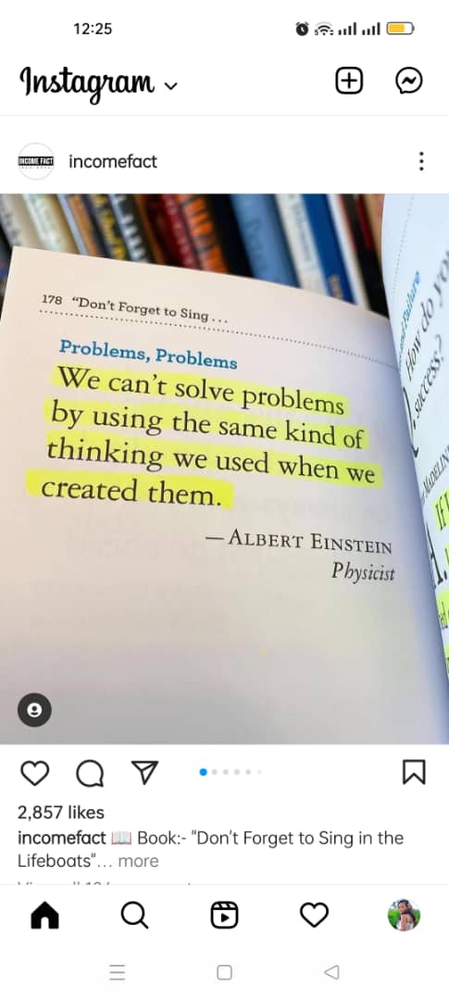 12:25
Instagram
INCOME FACT
incomefact
178 “Don’t Forget to Sing . . .
Problems, Problems
We can’t solve problems
by using the same kind of
thinking we used when we
created them.
— ALBERT EINSTEIN
Physicist
How do you
success?
2,857 likes
incomefact 📖 Book:- "Don't Forget to Sing in the
Lifeboats"... more